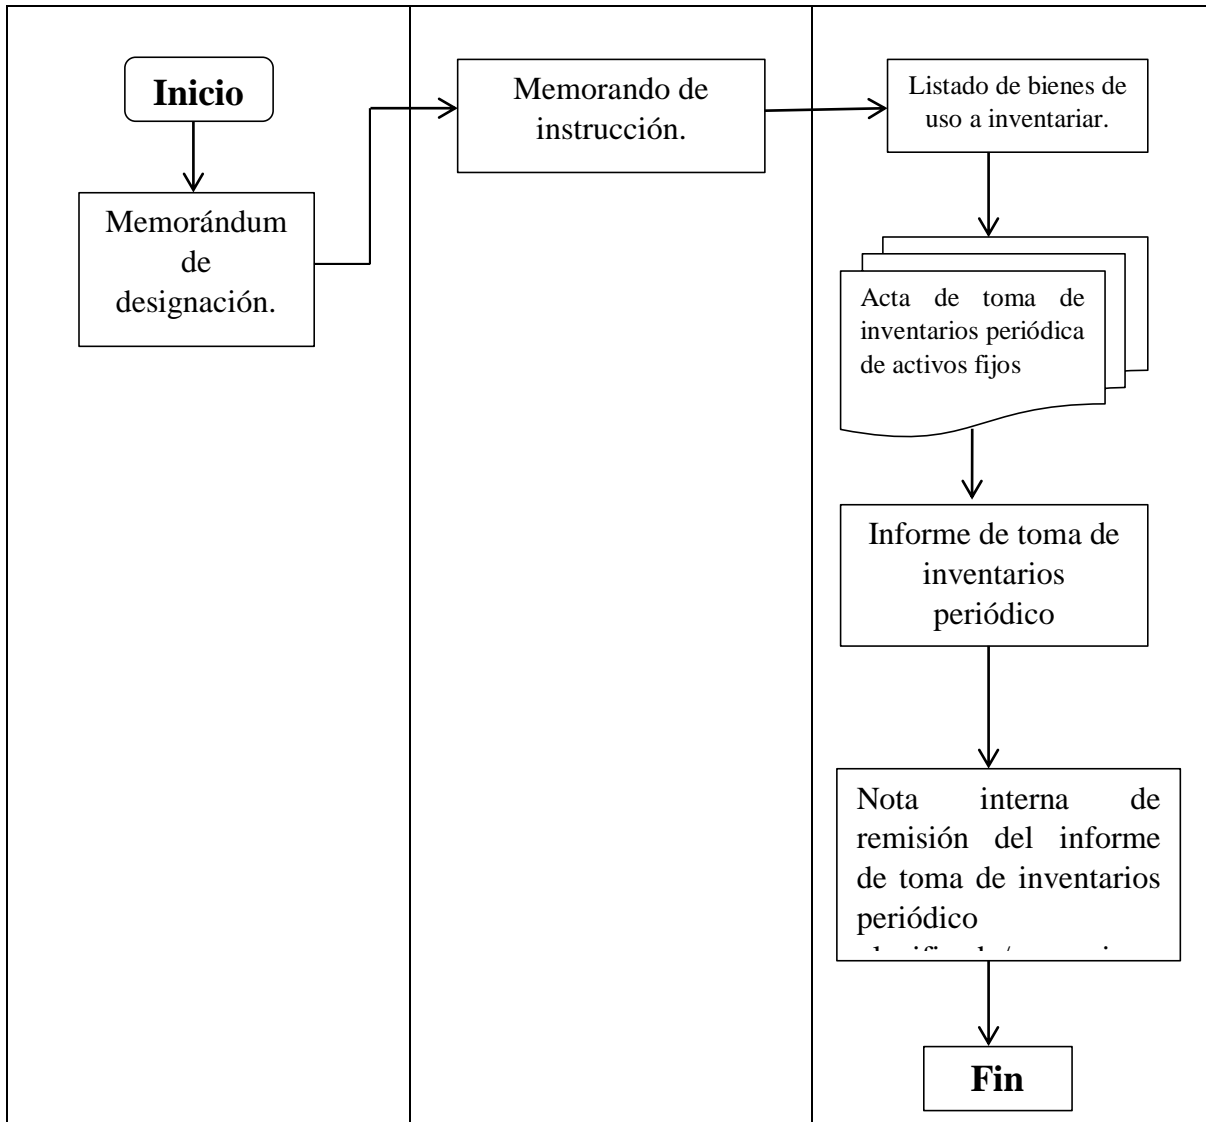 Inicio
Memorándum
de
designación.
Memorando de
instrucción.
Listado de bienes de
uso a inventariar.
Acta de toma de
inventarios periódica
de activos fijos
Informe de toma de
inventarios
periódico
Nota interna de
remisión del informe
de toma de inventarios
periódico
Fin